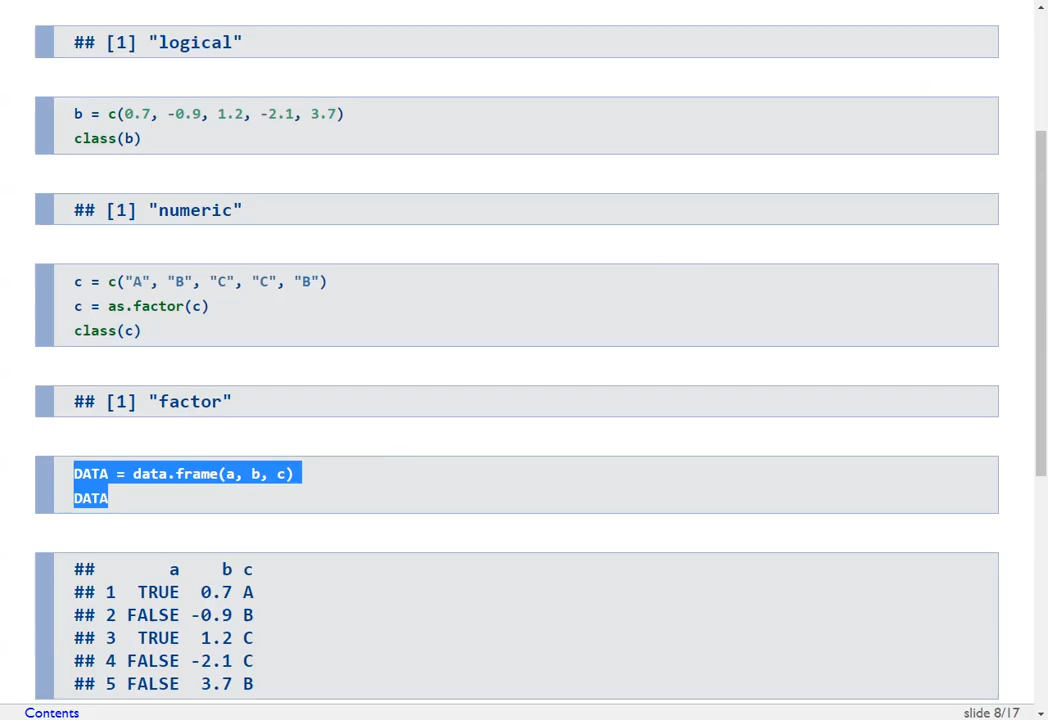 ## [1] "logical"
b = c(0.7, -0.9, 1.2, -2.1, 3.7)
class(b)
## [1] "numeric"
c = c("A", "B", "C", "C", "B")
c = as.factor(c)
class(c)
## [1] "factor"
DATA = data.frame(a, b, c)
DATA
##       a    b c
## 1  TRUE  0.7 A
## 2 FALSE -0.9 B
## 3  TRUE  1.2 C
## 4 FALSE -2.1 C
## 5 FALSE  3.7 B
Contents
slide 8/17